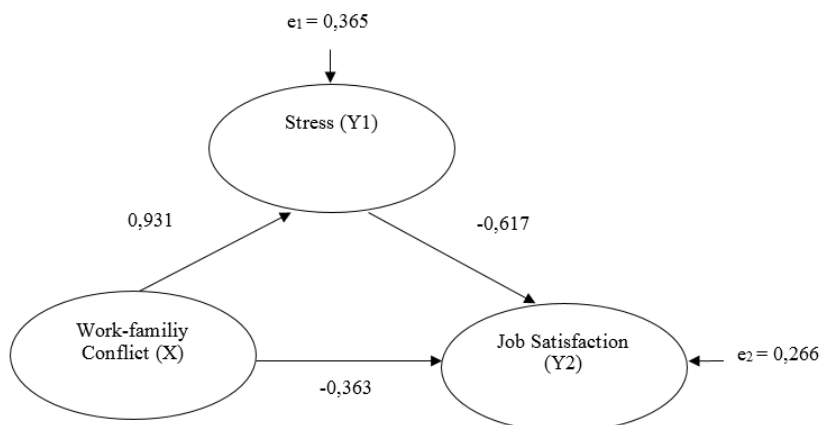 e1 = 0,365
Stress (Y1)
0,931
-0,617
Work-familiy
Conflict (X)
Job Satisfaction
(Y2)
e2 = 0,266
-0,363